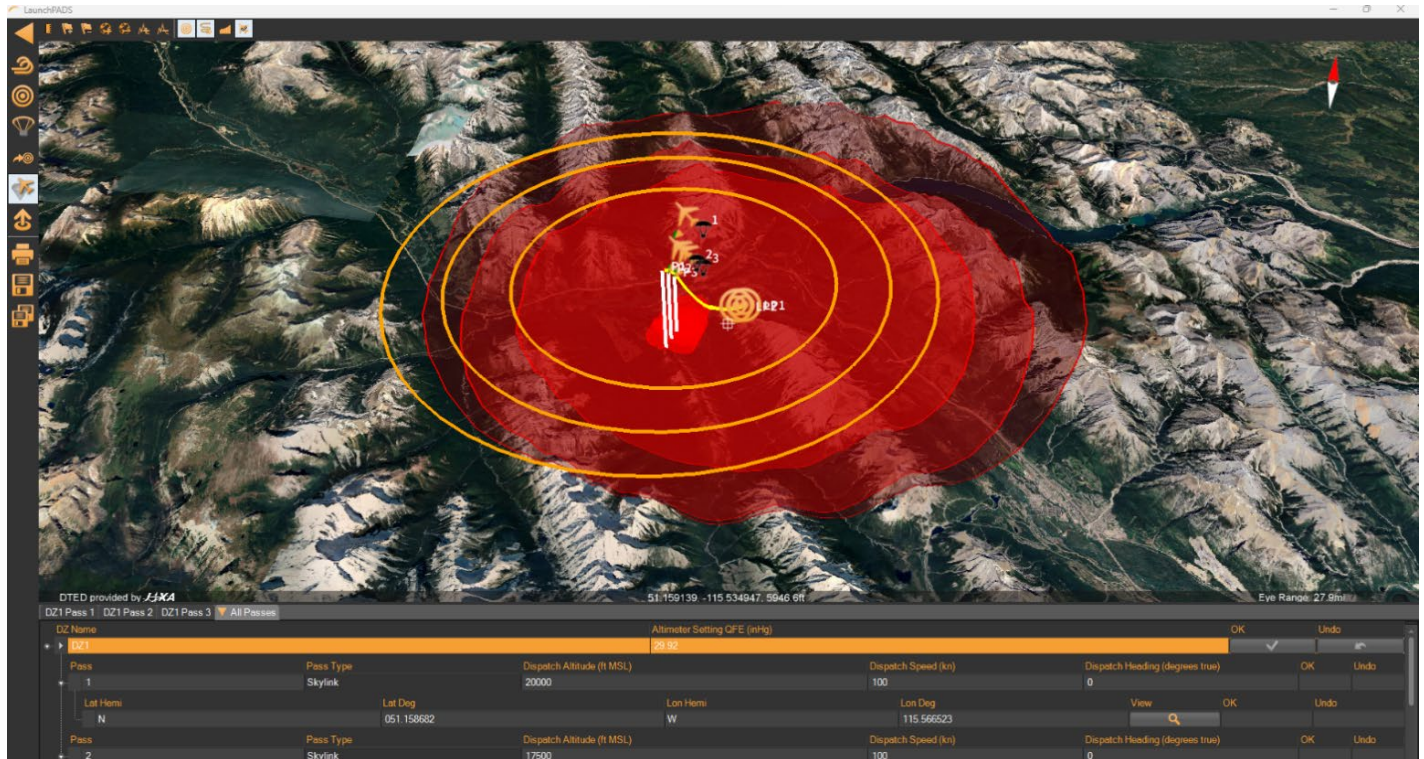 LaunchPADS
1
2
3
DTED provided by JAXA
51.159139 -115.534947, 5946.6ft
Eye Range: 27.9mi
DZ1 Pass 1 DZ1 Pass 2 DZ1 Pass 3 All Passes
DZ Name Altimeter Setting QFE (inHg) OK Undo
DZ1 29.92
Pass Pass Type Dispatch Altitude (ft MSL) Dispatch Speed (kn) Dispatch Heading (degrees true) OK Undo
1 Skylink 20000 100 0
Lat Hemi Lat Deg Lon Hemi Lon Deg View OK Undo
N 051.158682 W 115.566523
Pass Pass Type Dispatch Altitude (ft MSL) Dispatch Speed (kn) Dispatch Heading (degrees true) OK Undo
2 Skylink 17500 100 0